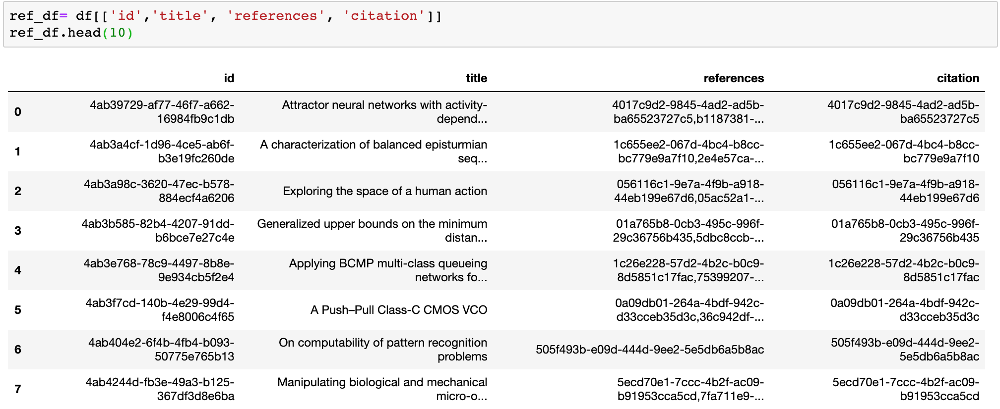 ref_df= df[['id','title', 'references', 'citation']]
ref_df.head(10)
id title references citation
0 4ab39729-af77-46f7-a662- Attractor neural networks with activity- 4017c9d2-9845-4ad2-ad5b- 4017c9d2-9845-4ad2-ad5b-
16984fb9c1db depend... ba65523727c5,b1187381-... ba65523727c5
1 4ab3a4cf-1d96-4ce5-ab6f- A characterization of balanced episturmian 1c655ee2-067d-4bc4-b8cc- 1c655ee2-067d-4bc4-b8cc-
b3e19fc260de seq... bc779e9a7f10,2e4e57ca-... bc779e9a7f10
2 4ab3a98c-3620-47ec-b578- Exploring the space of a human action 056116c1-9e7a-4f9b-a918- 056116c1-9e7a-4f9b-a918-
884ecf4a6206 44eb199e67d6,05ac52a1-... 44eb199e67d6
3 4ab3b585-82b4-4207-91dd- Generalized upper bounds on the minimum 01a765b8-0cb3-495c-996f- 01a765b8-0cb3-495c-996f-
b6bce7e27c4e distan... 29c36756b435,5dbc8ccb-... 29c36756b435
4 4ab3e768-78c9-4497-8b8e- Applying BCMP multi-class queueing 1c26e228-57d2-4b2c-b0c9- 1c26e228-57d2-4b2c-b0c9-
9e934cb5f2e4 networks fo... 8d5851c17fac,75399207-... 8d5851c17fac
5 4ab3f7cd-140b-4e29-99d4- A Push–Pull Class-C CMOS VCO 0a09db01-264a-4bdf-942c- 0a09db01-264a-4bdf-942c-
f4e8006c4f65 d33cceb35d3c,36c942df-... d33cceb35d3c
6 4ab404e2-6f4b-4fb4-b093- On computability of pattern recognition 505f493b-e09d-444d-9ee2-5e5db6a5b8ac 505f493b-e09d-444d-9ee2-
50775e765b13 problems 5e5db6a5b8ac
7 4ab4244d-fb3e-49a3-b125- Manipulating biological and mechanical 5ecd70e1-7ccc-4b2f-ac09- 5ecd70e1-7ccc-4b2f-ac09-
367df3d8e6ba micro-o... b91953cca5cd,7fa711e9-... b91953cca5cd